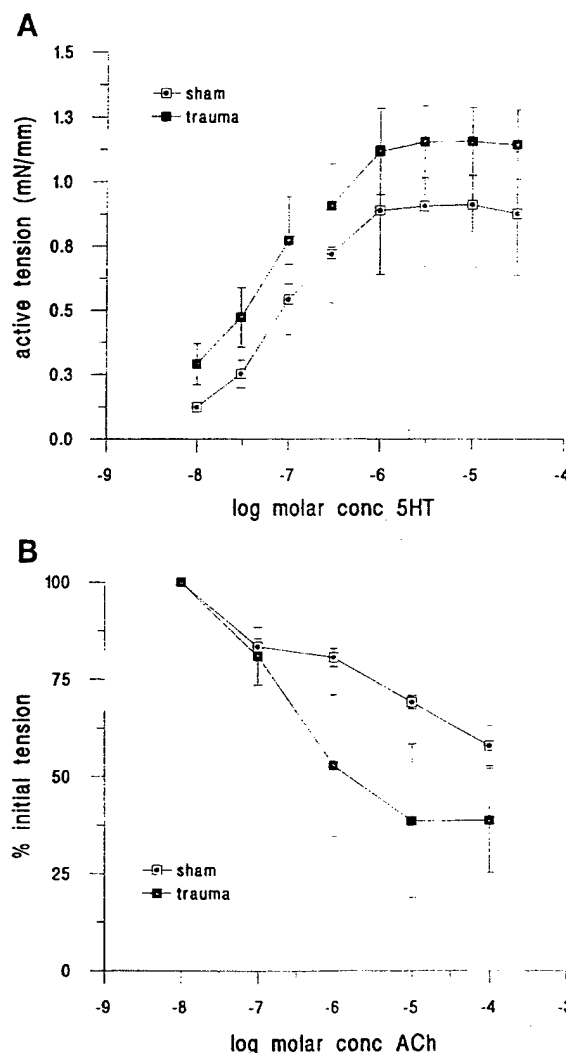 A
1.5
1.3
1.0
0.8
0.5
0.3
0.0
active tension (mN/mm)
sham
trauma
-9 -8 -7 -6 -5 -4
log molar conc 5HT
B
100
75
50
25
0
% initial tension
sham
trauma
-9 -8 -7 -6 -5 -4 -3
log molar conc ACh